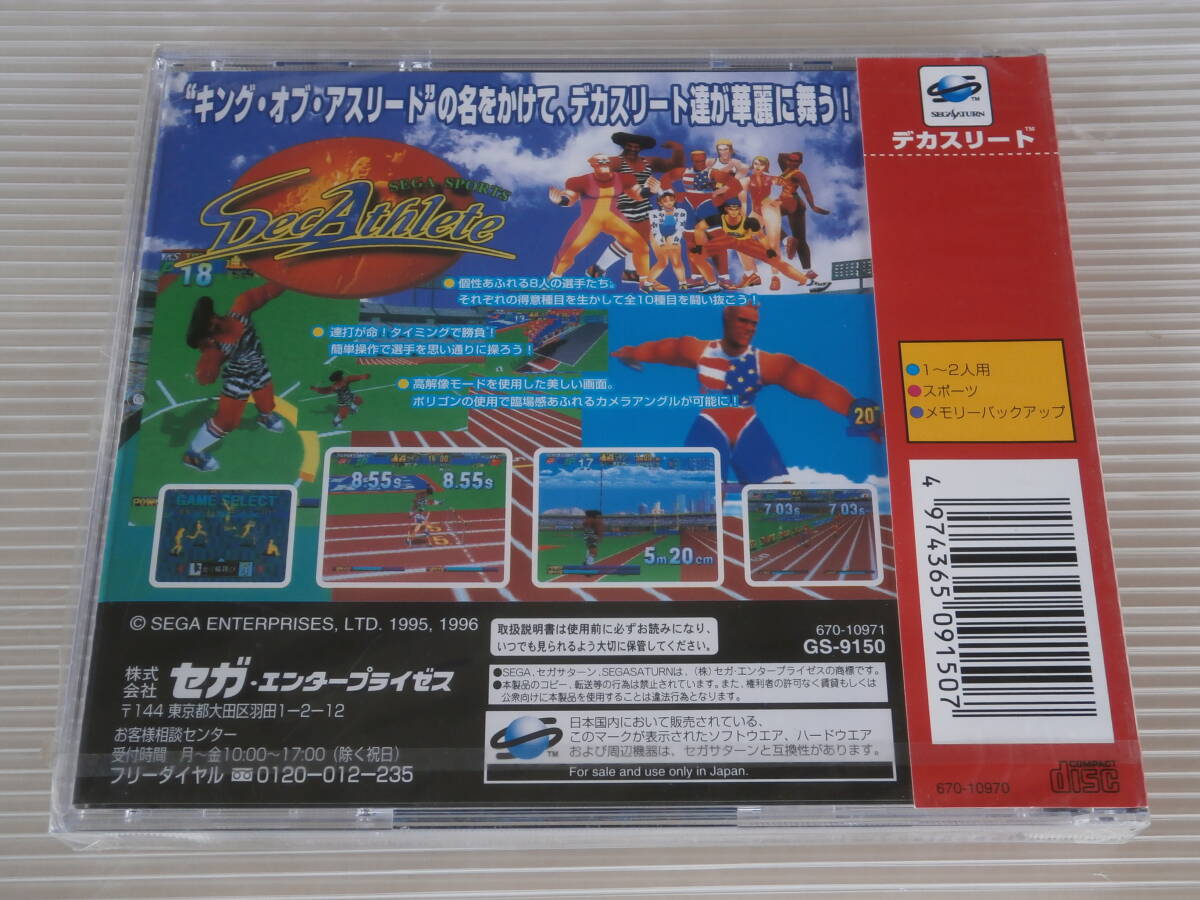 “キング・オブ・アスリート”の名をかけて、デカスリート達が華麗に舞う！
SEGA SPORTS
DecAthlete
18
●個性あふれる8人の選手たち。
それぞれの得意種目を生かして全10種目を闘い抜こう！
●連打が命！タイミングで勝負！
簡単操作で選手を思い通りに操ろう！
●高解像モードを使用した美しい画面。
ポリゴンの使用で臨場感あふれるカメラアングルが可能に！
20
GAME SELECT
8.55s
8.55s
17
5m 20cm
7.03s
7.03s
© SEGA ENTERPRISES, LTD. 1995, 1996
株式会社 セガ・エンタープライゼス
〒144 東京都大田区羽田1−2−12
お客様相談センター
受付時間 月〜金10:00〜17:00（除く祝日）
フリーダイヤル 0120−012−235
取扱説明書は使用前に必ずお読みになり、
いつでも見られるよう大切に保管してください。
670-10971
GS-9150
●SEGA、セガサターン、SEGASATURNは、（株）セガ・エンタープライゼスの商標です。
●本製品のコピー、転送等の行為は禁止されています。また、権利者の許可なく賃貸もしくは
公衆向けに本製品を使用することは違法行為となります。
TM
日本国内において販売されている、
このマークが表示されたソフトウエア、ハードウエア
および周辺機器は、セガサターンと互換性があります。
For sale and use only in Japan.
TM
SEGA SATURN
デカスリート™
●1〜2人用
●スポーツ
●メモリーバックアップ
4 974365 091507
670-10970
COMPACT
disc